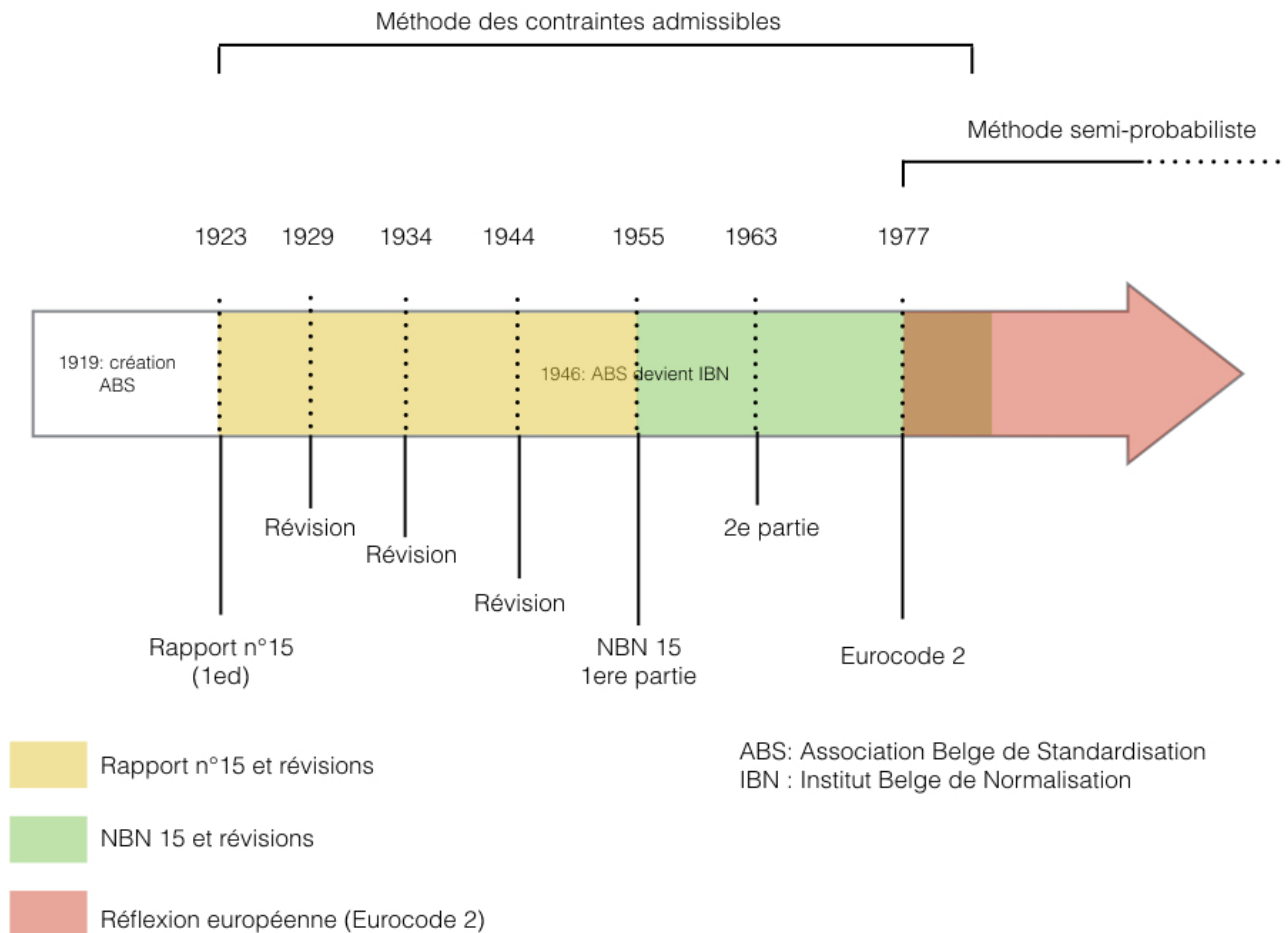 Méthode des contraintes admissibles
Méthode semi-probabiliste
1923 1929 1934 1944 1955 1963 1977
1919: création
ABS
1946: ABS devient IBN
Révision
Révision
Révision
2e partie
Rapport n°15
(1ed)
NBN 15
1ere partie
Eurocode 2
Rapport n°15 et révisions
NBN 15 et révisions
Réflexion européenne (Eurocode 2)
ABS: Association Belge de Standardisation
IBN : Institut Belge de Normalisation